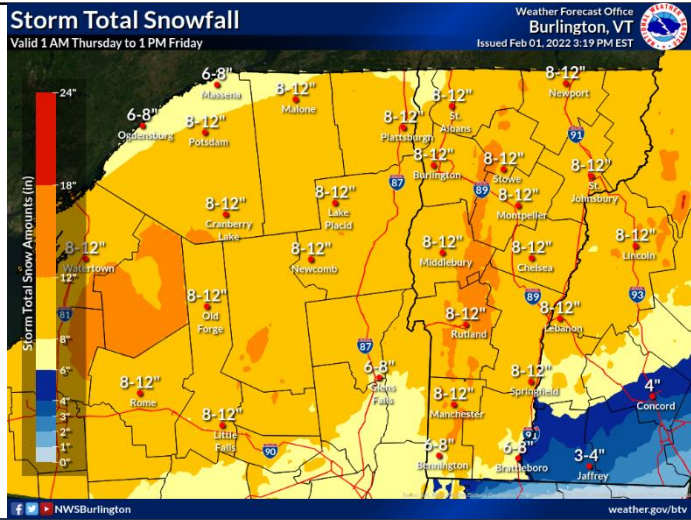 Storm Total Snowfall
Valid 1 AM Thursday to 1 PM Friday
Weather Forecast Office
Burlington, VT
Issued Feb 01, 2022 3:19 PM EST
NATIONAL WEATHER SERVICE
Storm Total Snow Amounts (in)
24"
18"
12"
8"
6"
4"
3"
2"
1"
0"
6-8"
Massena
8-12"
Malone
6-8"
Ogdensburg
8-12"
Potsdam
8-12"
Plattsburgh
8-12"
St.
Albans
8-12"
Newport
91
8-12"
Burlington
87
89
8-12"
Stowe
8-12"
St.
Johnsbury
8-12"
Montpelier
8-12"
Cranberry
Lake
8-12"
Lake
Placid
8-12"
Watertown
8-12"
Newcomb
8-12"
Middlebury
8-12"
Chelsea
8-12"
Lincoln
89
93
81
8-12"
Old
Forge
8-12"
Rutland
8-12"
Lebanon
87
6-8"
Glens
Falls
8-12"
Rome
8-12"
Little
Falls
90
8-12"
Manchester
8-12"
Springfield
4"
Concord
6-8"
Bennington
91
6-8"
Brattleboro
3-4"
Jaffrey
NWSBurlington
weather.gov/btv